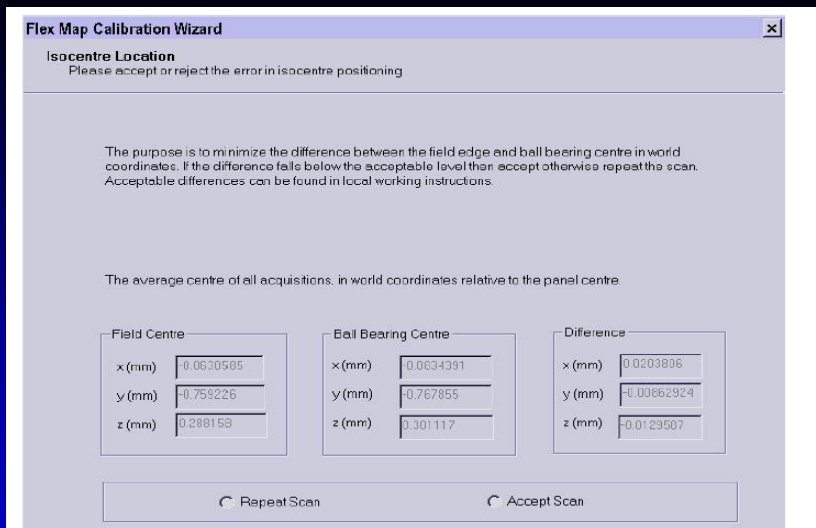 Flex Map Calibration Wizard
Isocentre Location
Please accept or reject the error in isocentre positioning
The purpose is to minimize the difference between the field edge and ball bearing centre in world
coordinates. If the difference falls below the acceptable level then accept otherwise repeat the scan.
Acceptable differences can be found in local working instructions.
The average centre of all acquisitions, in world coordinates relative to the panel centre
Field Centre
x (mm) -0.0630585
y (mm) -0.759226
z (mm) 0.288158
Ball Bearing Centre
x (mm) -0.0834391
y (mm) -0.767855
z (mm) 0.301117
Difference
x (mm) 0.0203806
y (mm) -0.00862924
z (mm) -0.0129587
Repeat Scan
Accept Scan